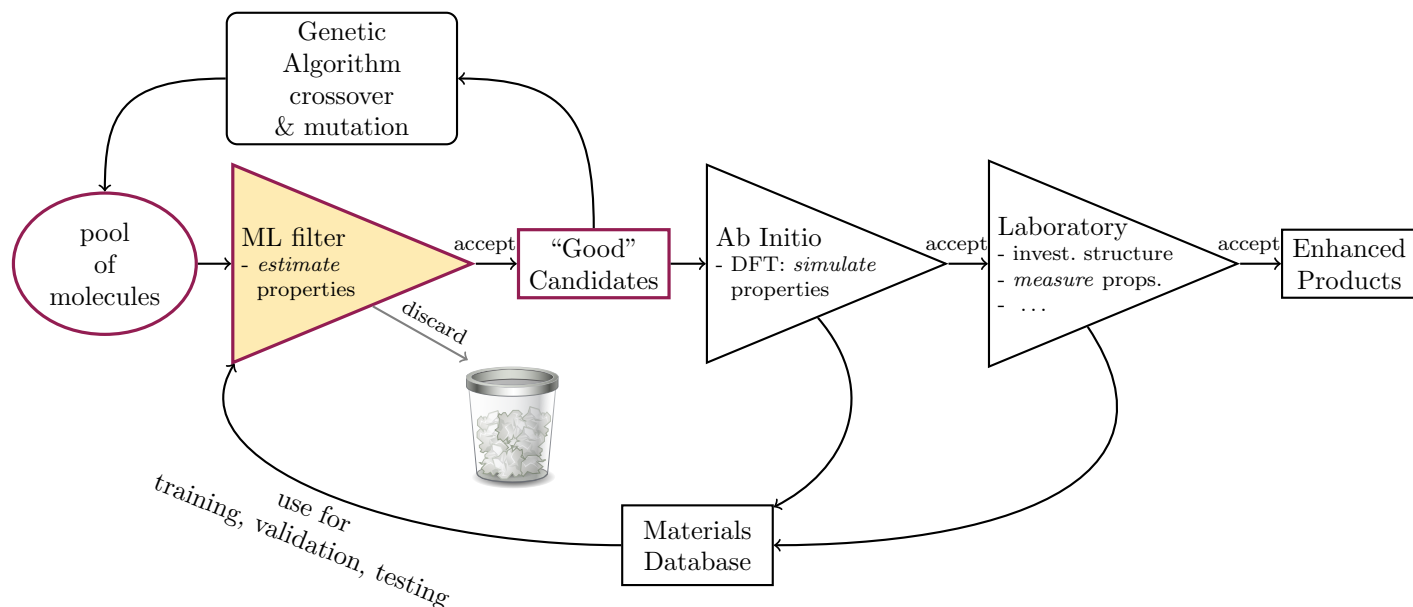 Genetic
Algorithm
crossover
& mutation
pool
of
molecules
ML filter
- estimate
properties
accept
discard
“Good”
Candidates
Ab Initio
- DFT: simulate
properties
accept
Laboratory
- invest. structure
- measure props.
- ...
accept
Enhanced
Products
use for
training, validation, testing
Materials
Database